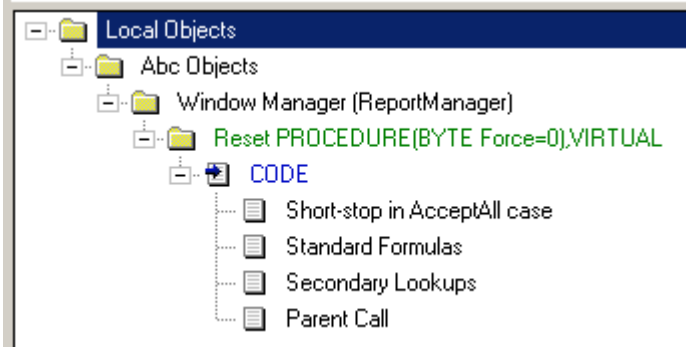 Local Objects
Abc Objects
Window Manager (ReportManager)
Reset PROCEDURE(BYTE Force=0),VIRTUAL
CODE
Short-stop in AcceptAll case
Standard Formulas
Secondary Lookups
Parent Call